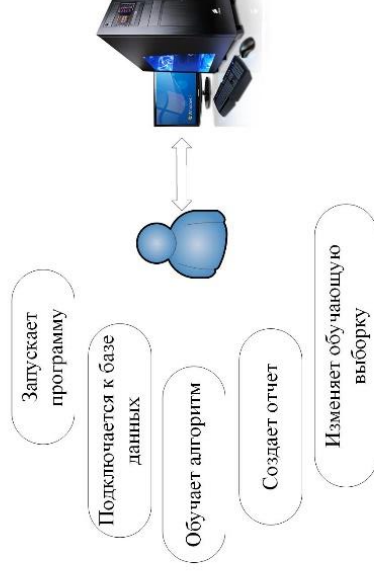 Запускает
программу
Подключается к базе
данных
Обучает алгоритм
Создает отчет
Изменяет обучающую
выборку